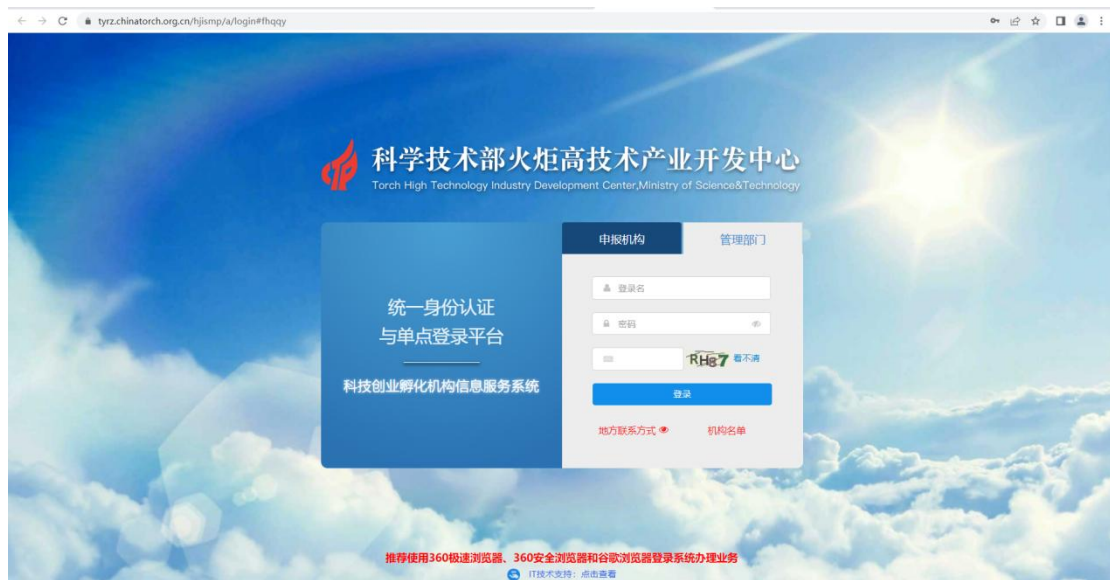 tyrz.chinatorch.org.cn/hjismp/a/login#fhqqy
科学技术部火炬高技术产业开发中心
Torch High Technology Industry Development Center,Ministry of Science&Technology
申报机构 管理部门
统一身份认证
与单点登录平台
科技创业孵化机构信息服务系统
登录名
密码
RHB7 看不清
登录
地方联系方式 机构名单
推荐使用360极速浏览器、360安全浏览器和谷歌浏览器登录系统办理业务
IT技术支持：点击查看